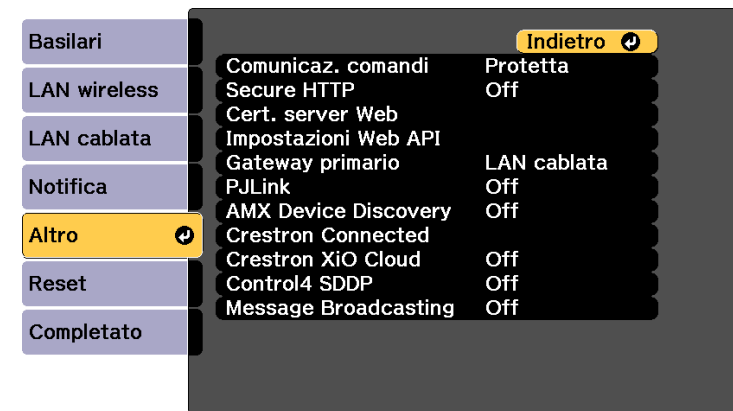 Basilari
LAN wireless
LAN cablata
Notifica
Altro
Reset
Completato
Indietro
Comunicaz. comandi Protetta
Secure HTTP Off
Cert. server Web
Impostazioni Web API
Gateway primario LAN cablata
PJLink Off
AMX Device Discovery Off
Crestron Connected
Crestron XiO Cloud Off
Control4 SDDP Off
Message Broadcasting Off